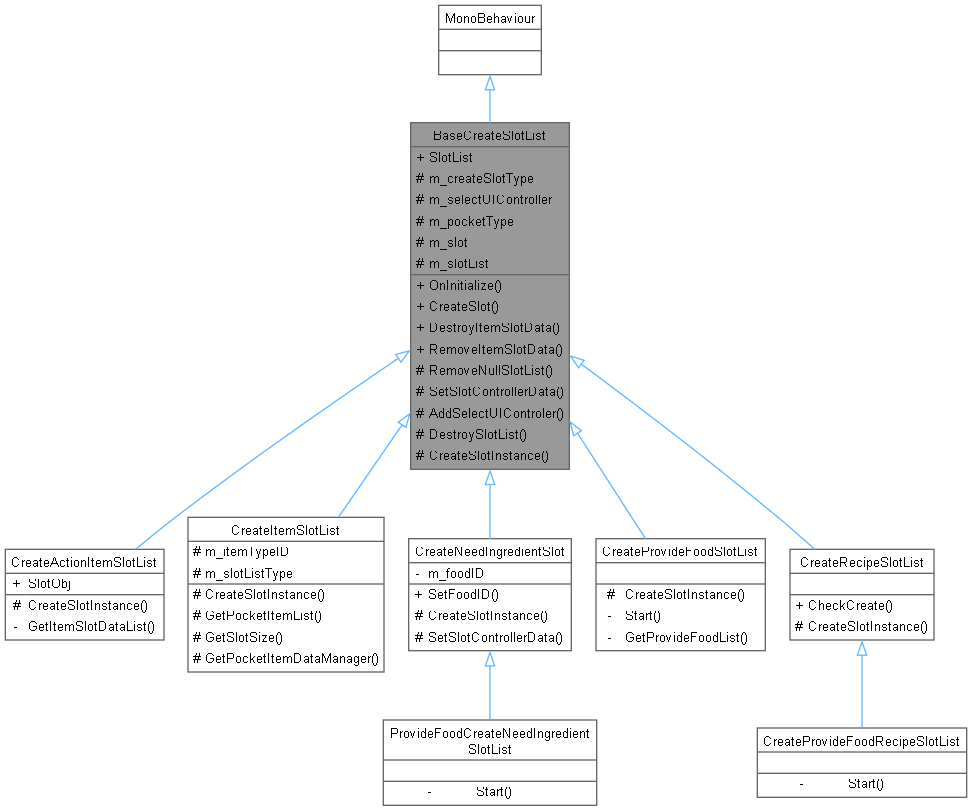 MonoBehaviour
BaseCreateSlotList
+ SlotList
# m_createSlotType
# m_selectUIController
# m_pocketType
# m_slot
# m_slotList
+ OnInitialize()
+ CreateSlot()
+ DestroyItemSlotData()
+ RemoveItemSlotData()
# RemoveNullSlotList()
# SetSlotControllerData()
# AddSelectUIControler()
# DestroySlotList()
# CreateSlotInstance()
CreateActionItemSlotList
+ SlotObj
# CreateSlotInstance()
- GetItemSlotDataList()
CreateItemSlotList
# m_itemTypeID
# m_slotListType
# CreateSlotInstance()
# GetPocketItemList()
# GetSlotSize()
# GetPocketItemDataManager()
CreateNeedIngredientSlot
- m_foodID
+ SetFoodID()
# CreateSlotInstance()
# SetSlotControllerData()
CreateProvideFoodSlotList
# CreateSlotInstance()
- Start()
- GetProvideFoodList()
CreateRecipeSlotList
+ CheckCreate()
# CreateSlotInstance()
ProvideFoodCreateNeedIngredient
SlotList
- Start()
CreateProvideFoodRecipeSlotList
- Start()